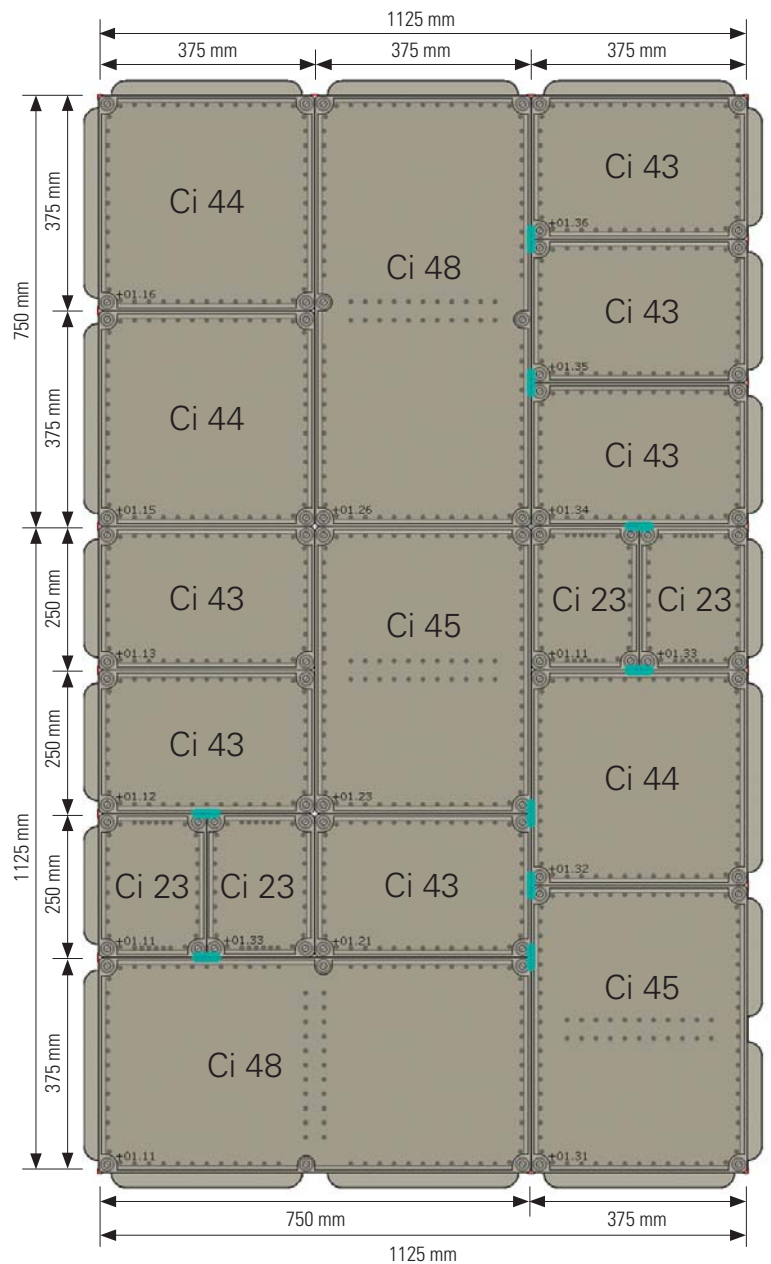 1125 mm
375 mm
375 mm
375 mm
375 mm
750 mm
375 mm
250 mm
250 mm
1125 mm
250 mm
375 mm
Ci 44
+01.16
Ci 48
+01.26
Ci 43
+01.36
Ci 43
+01.35
Ci 44
+01.15
Ci 43
+01.34
Ci 43
+01.13
Ci 45
+01.23
Ci 23
+01.11
Ci 23
+01.33
Ci 43
+01.12
Ci 44
+01.32
Ci 23
+01.11
Ci 23
+01.33
Ci 43
+01.21
Ci 45
+01.31
Ci 48
+01.11
750 mm
375 mm
1125 mm